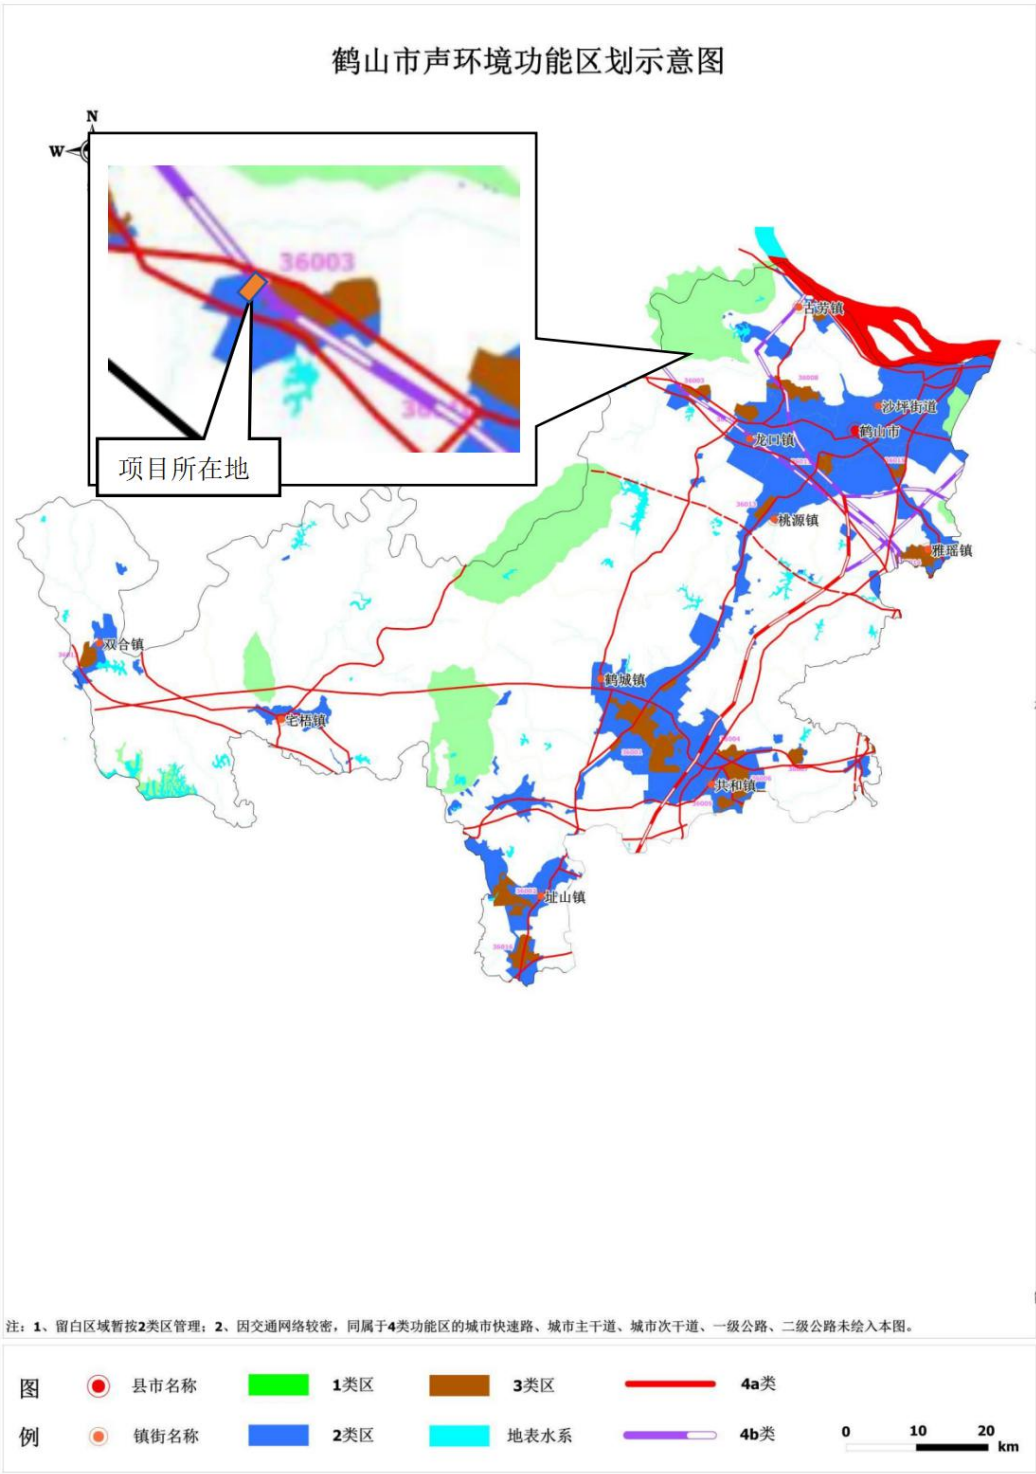 鹤山市声环境功能区划示意图
N
W
36003
项目所在地
古劳镇
36003
36008
沙坪街道
鹤山市
龙口镇
桃源镇
雅瑶镇
双合镇
鹤城镇
宅梧镇
共和镇
址山镇
注：1、留白区域暂按2类区管理；2、因交通网络较密，同属于4类功能区的城市快速路、城市主干道、城市次干道、一级公路、二级公路未绘入本图。
图例
县市名称
1类区
3类区
4a类
镇街名称
2类区
地表水系
4b类
0 10 20
km